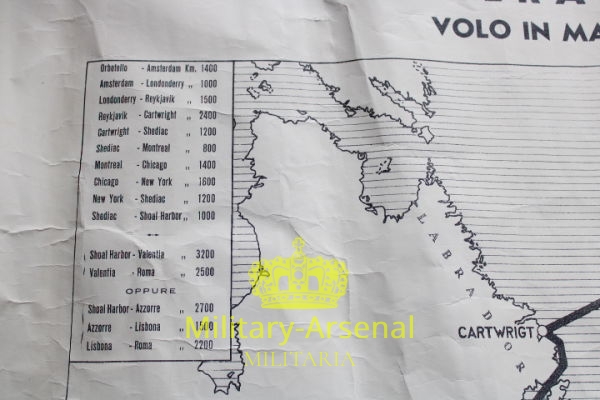 VOLO IN MA
Orbetello - Amsterdam Km. 1400
Amsterdam - Londonderry „ 1000
Londonderry - Reykjavik „ 1500
Reykjavik - Cartwright „ 2400
Cartwright - Shediac „ 1200
Shediac - Montreal „ 800
Montreal - Chicago „ 1400
Chicago - New York „ 1600
New York - Shediac „ 1200
Shediac - Shoal Harbor „ 1000
Shoal Harbor - Valentia „ 3200
Valentia - Roma „ 2500
OPPURE
Shoal Harbor - Azzorre „ 2700
Azzorre - Lisbona „ 1500
Lisbona - Roma „ 2200
LABRADOR
CARTWRIGT
Military-Arsenal
MILITARIA